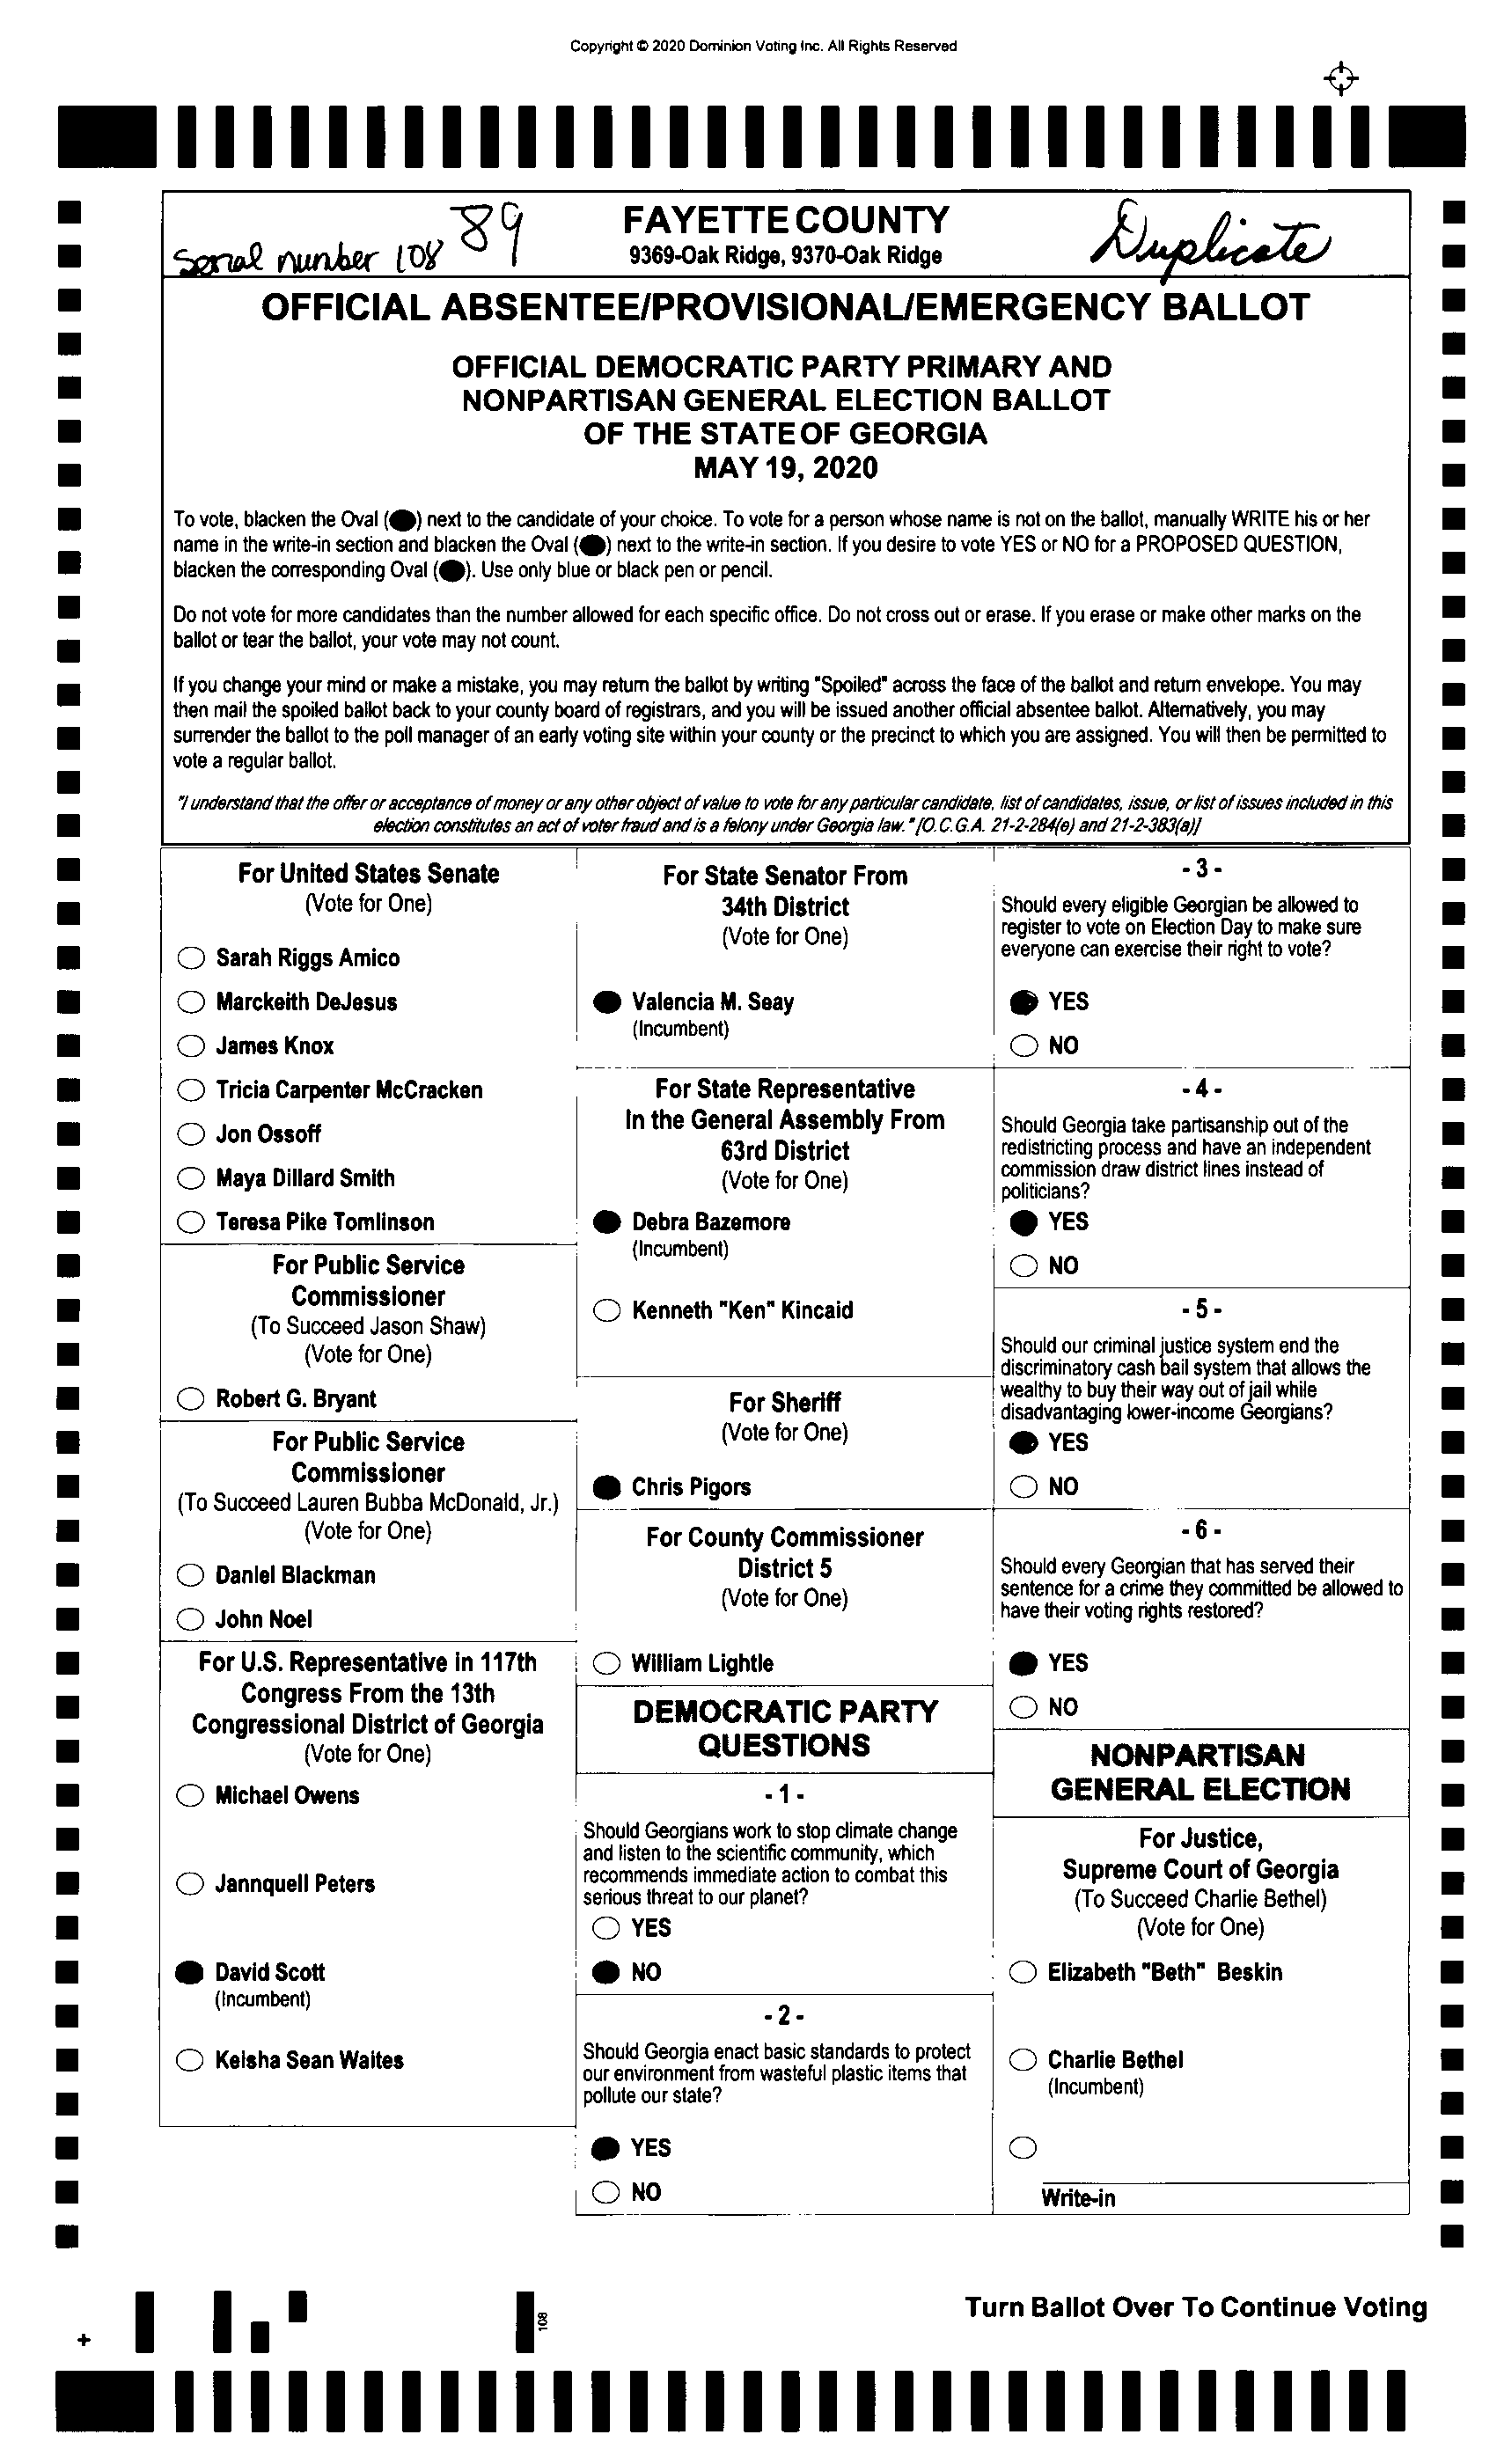 Copyright © 2020 Dominion Voting Inc. All Rights Reserved
Serial number 108 89
FAYETTE COUNTY
9369-Oak Ridge, 9370-Oak Ridge
Duplicate
OFFICIAL ABSENTEE/PROVISIONAL/EMERGENCY BALLOT
OFFICIAL DEMOCRATIC PARTY PRIMARY AND
NONPARTISAN GENERAL ELECTION BALLOT
OF THE STATE OF GEORGIA
MAY 19, 2020
To vote, blacken the Oval ( ) next to the candidate of your choice. To vote for a person whose name is not on the ballot, manually WRITE his or her
name in the write-in section and blacken the Oval ( ) next to the write-in section. If you desire to vote YES or NO for a PROPOSED QUESTION,
blacken the corresponding Oval ( ). Use only blue or black pen or pencil.
Do not vote for more candidates than the number allowed for each specific office. Do not cross out or erase. If you erase or make other marks on the
ballot or tear the ballot, your vote may not count.
If you change your mind or make a mistake, you may return the ballot by writing "Spoiled" across the face of the ballot and return envelope. You may
then mail the spoiled ballot back to your county board of registrars, and you will be issued another official absentee ballot. Alternatively, you may
surrender the ballot to the poll manager of an early voting site within your county or the precinct to which you are assigned. You will then be permitted to
vote a regular ballot.
"I understand that the offer or acceptance of money or any other object of value to vote for any particular candidate, list of candidates, issue, or list of issues included in this
election constitutes an act of voter fraud and is a felony under Georgia law." [O.C.G.A. 21-2-284(e) and 21-2-383(a)]
For United States Senate
(Vote for One)
Sarah Riggs Amico
Marckeith DeJesus
James Knox
Tricia Carpenter McCracken
Jon Ossoff
Maya Dillard Smith
Teresa Pike Tomlinson
For Public Service
Commissioner
(To Succeed Jason Shaw)
(Vote for One)
Robert G. Bryant
For Public Service
Commissioner
(To Succeed Lauren Bubba McDonald, Jr.)
(Vote for One)
Daniel Blackman
John Noel
For U.S. Representative in 117th
Congress From the 13th
Congressional District of Georgia
(Vote for One)
Michael Owens
Jannquell Peters
David Scott
(Incumbent)
Keisha Sean Waites
For State Senator From
34th District
(Vote for One)
Valencia M. Seay
(Incumbent)
For State Representative
In the General Assembly From
63rd District
(Vote for One)
Debra Bazemore
(Incumbent)
Kenneth "Ken" Kincaid
For Sheriff
(Vote for One)
Chris Pigors
For County Commissioner
District 5
(Vote for One)
William Lightle
DEMOCRATIC PARTY
QUESTIONS
- 1 -
Should Georgians work to stop climate change
and listen to the scientific community, which
recommends immediate action to combat this
serious threat to our planet?
YES
NO
- 2 -
Should Georgia enact basic standards to protect
our environment from wasteful plastic items that
pollute our state?
YES
NO
- 3 -
Should every eligible Georgian be allowed to
register to vote on Election Day to make sure
everyone can exercise their right to vote?
YES
NO
- 4 -
Should Georgia take partisanship out of the
redistricting process and have an independent
commission draw district lines instead of
politicians?
YES
NO
- 5 -
Should our criminal justice system end the
discriminatory cash bail system that allows the
wealthy to buy their way out of jail while
disadvantaging lower-income Georgians?
YES
NO
- 6 -
Should every Georgian that has served their
sentence for a crime they committed be allowed to
have their voting rights restored?
YES
NO
NONPARTISAN
GENERAL ELECTION
For Justice,
Supreme Court of Georgia
(To Succeed Charlie Bethel)
(Vote for One)
Elizabeth "Beth" Beskin
Charlie Bethel
(Incumbent)
Write-in
Turn Ballot Over To Continue Voting
108